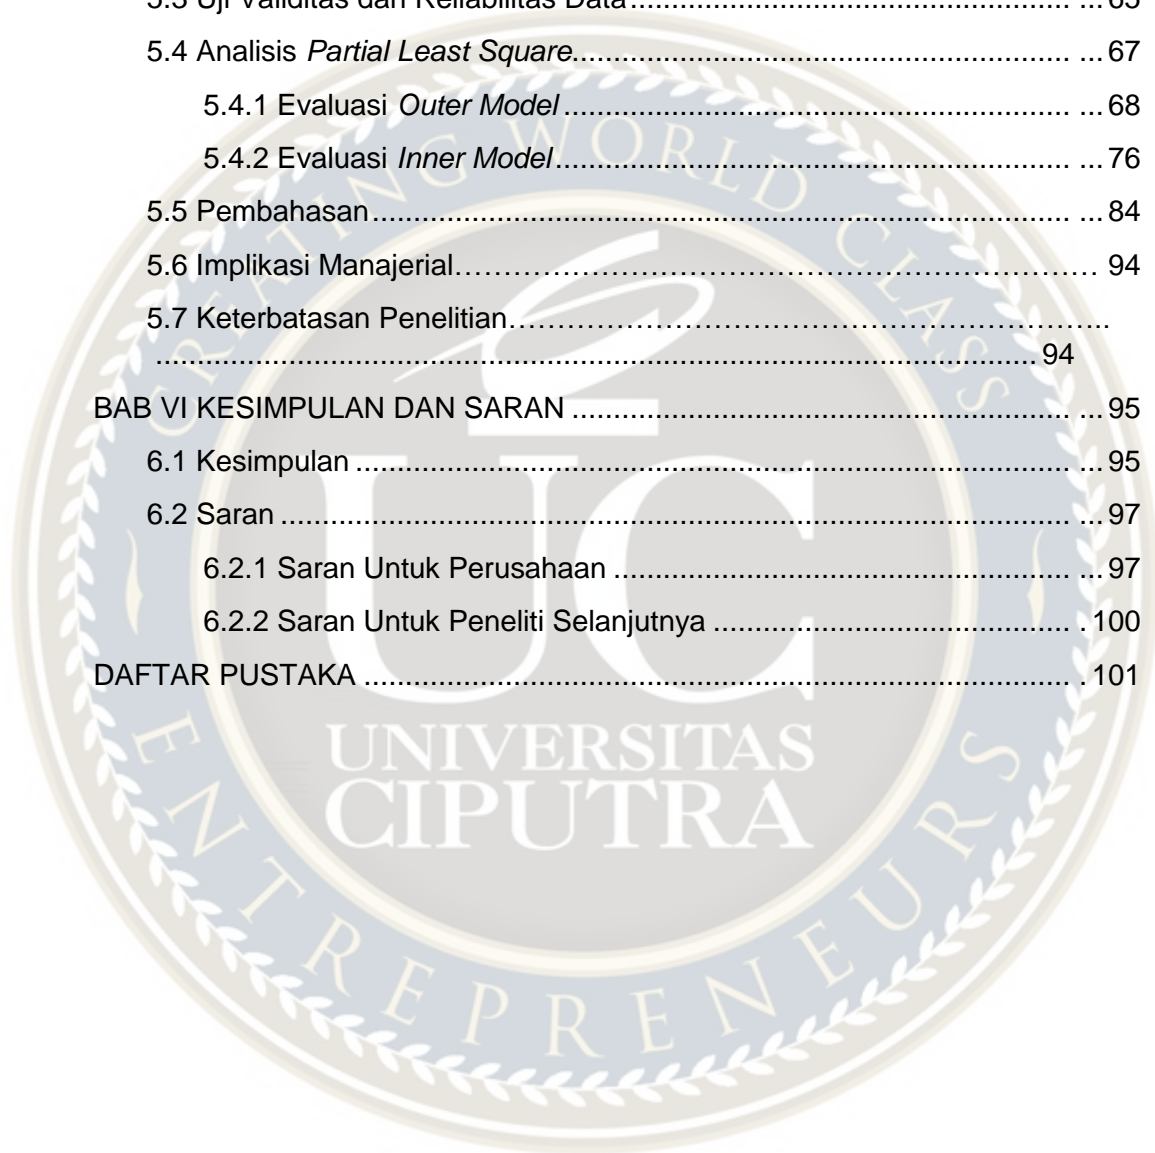 5.3 Uji Validitas dan Reliabilitas Data.................................................... ...65
5.4 Analisis Partial Least Square........................................................... ...67
5.4.1 Evaluasi Outer Model ............................................................. ...68
5.4.2 Evaluasi Inner Model.............................................................. ...76
5.5 Pembahasan..................................................................................... ...84
5.6 Implikasi Manajerial……………………………………………………………… 94
5.7 Keterbatasan Penelitian…………………………………………………………...
.........................................................................................................94
BAB VI KESIMPULAN DAN SARAN ............................................................ ...95
6.1 Kesimpulan ...................................................................................... ...95
6.2 Saran ................................................................................................ ...97
6.2.1 Saran Untuk Perusahaan ....................................................... ...97
6.2.2 Saran Untuk Peneliti Selanjutnya ............................................ .100
DAFTAR PUSTAKA ...................................................................................... .101
CREATING WORLD CLASS
UC
UNIVERSITAS
CIPUTRA
ENTREPRENEURS